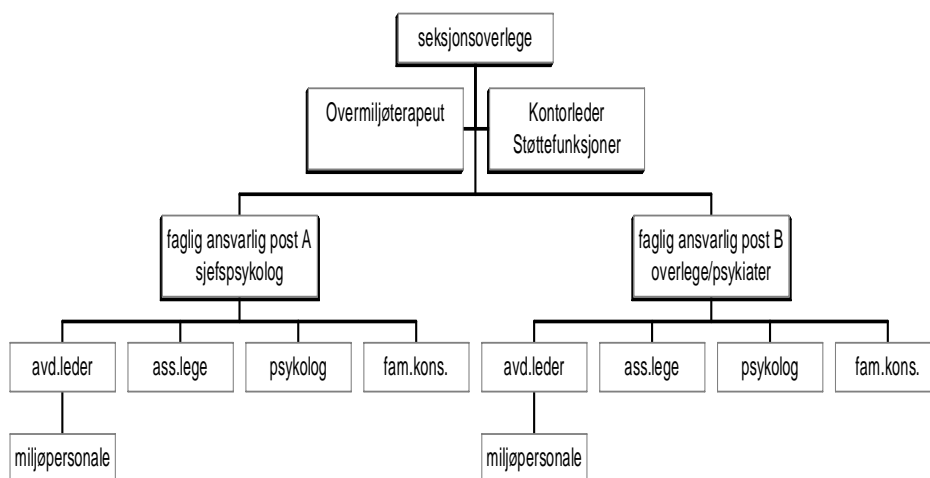 seksjonsoverlege
Overmiljøterapeut
Kontorleder
Støttefunksjoner
faglig ansvarlig post A
sjefspsykolog
faglig ansvarlig post B
overlege/psykiater
avd.leder
ass.lege
psykolog
fam.kons.
avd.leder
ass.lege
psykolog
fam.kons.
miljøpersonale
miljøpersonale